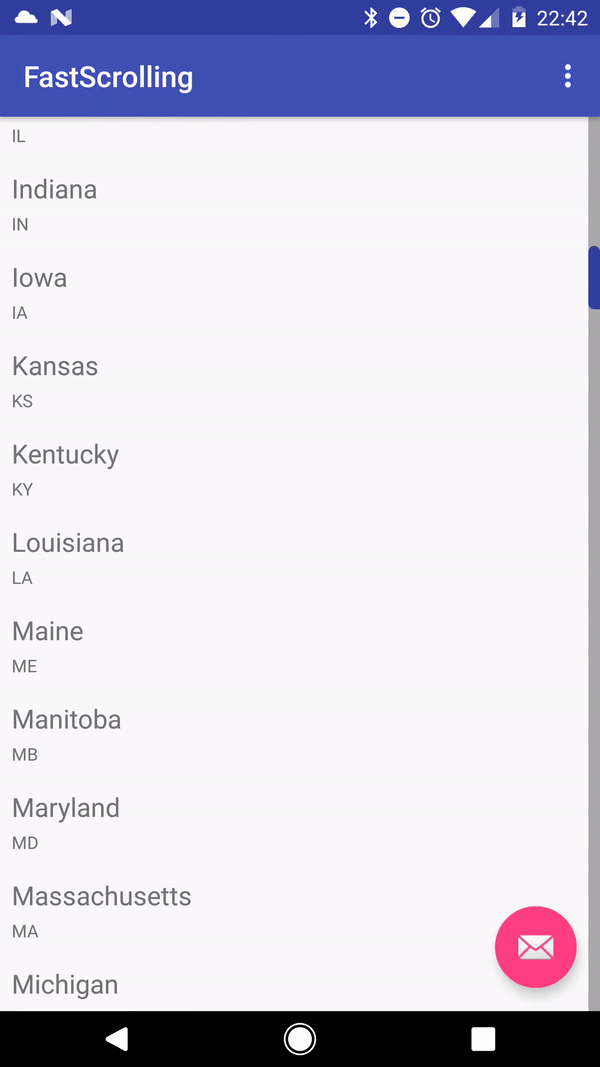 22:42
FastScrolling
IL
Indiana
IN
Iowa
IA
Kansas
KS
Kentucky
KY
Louisiana
LA
Maine
ME
Manitoba
MB
Maryland
MD
Massachusetts
MA
Michigan